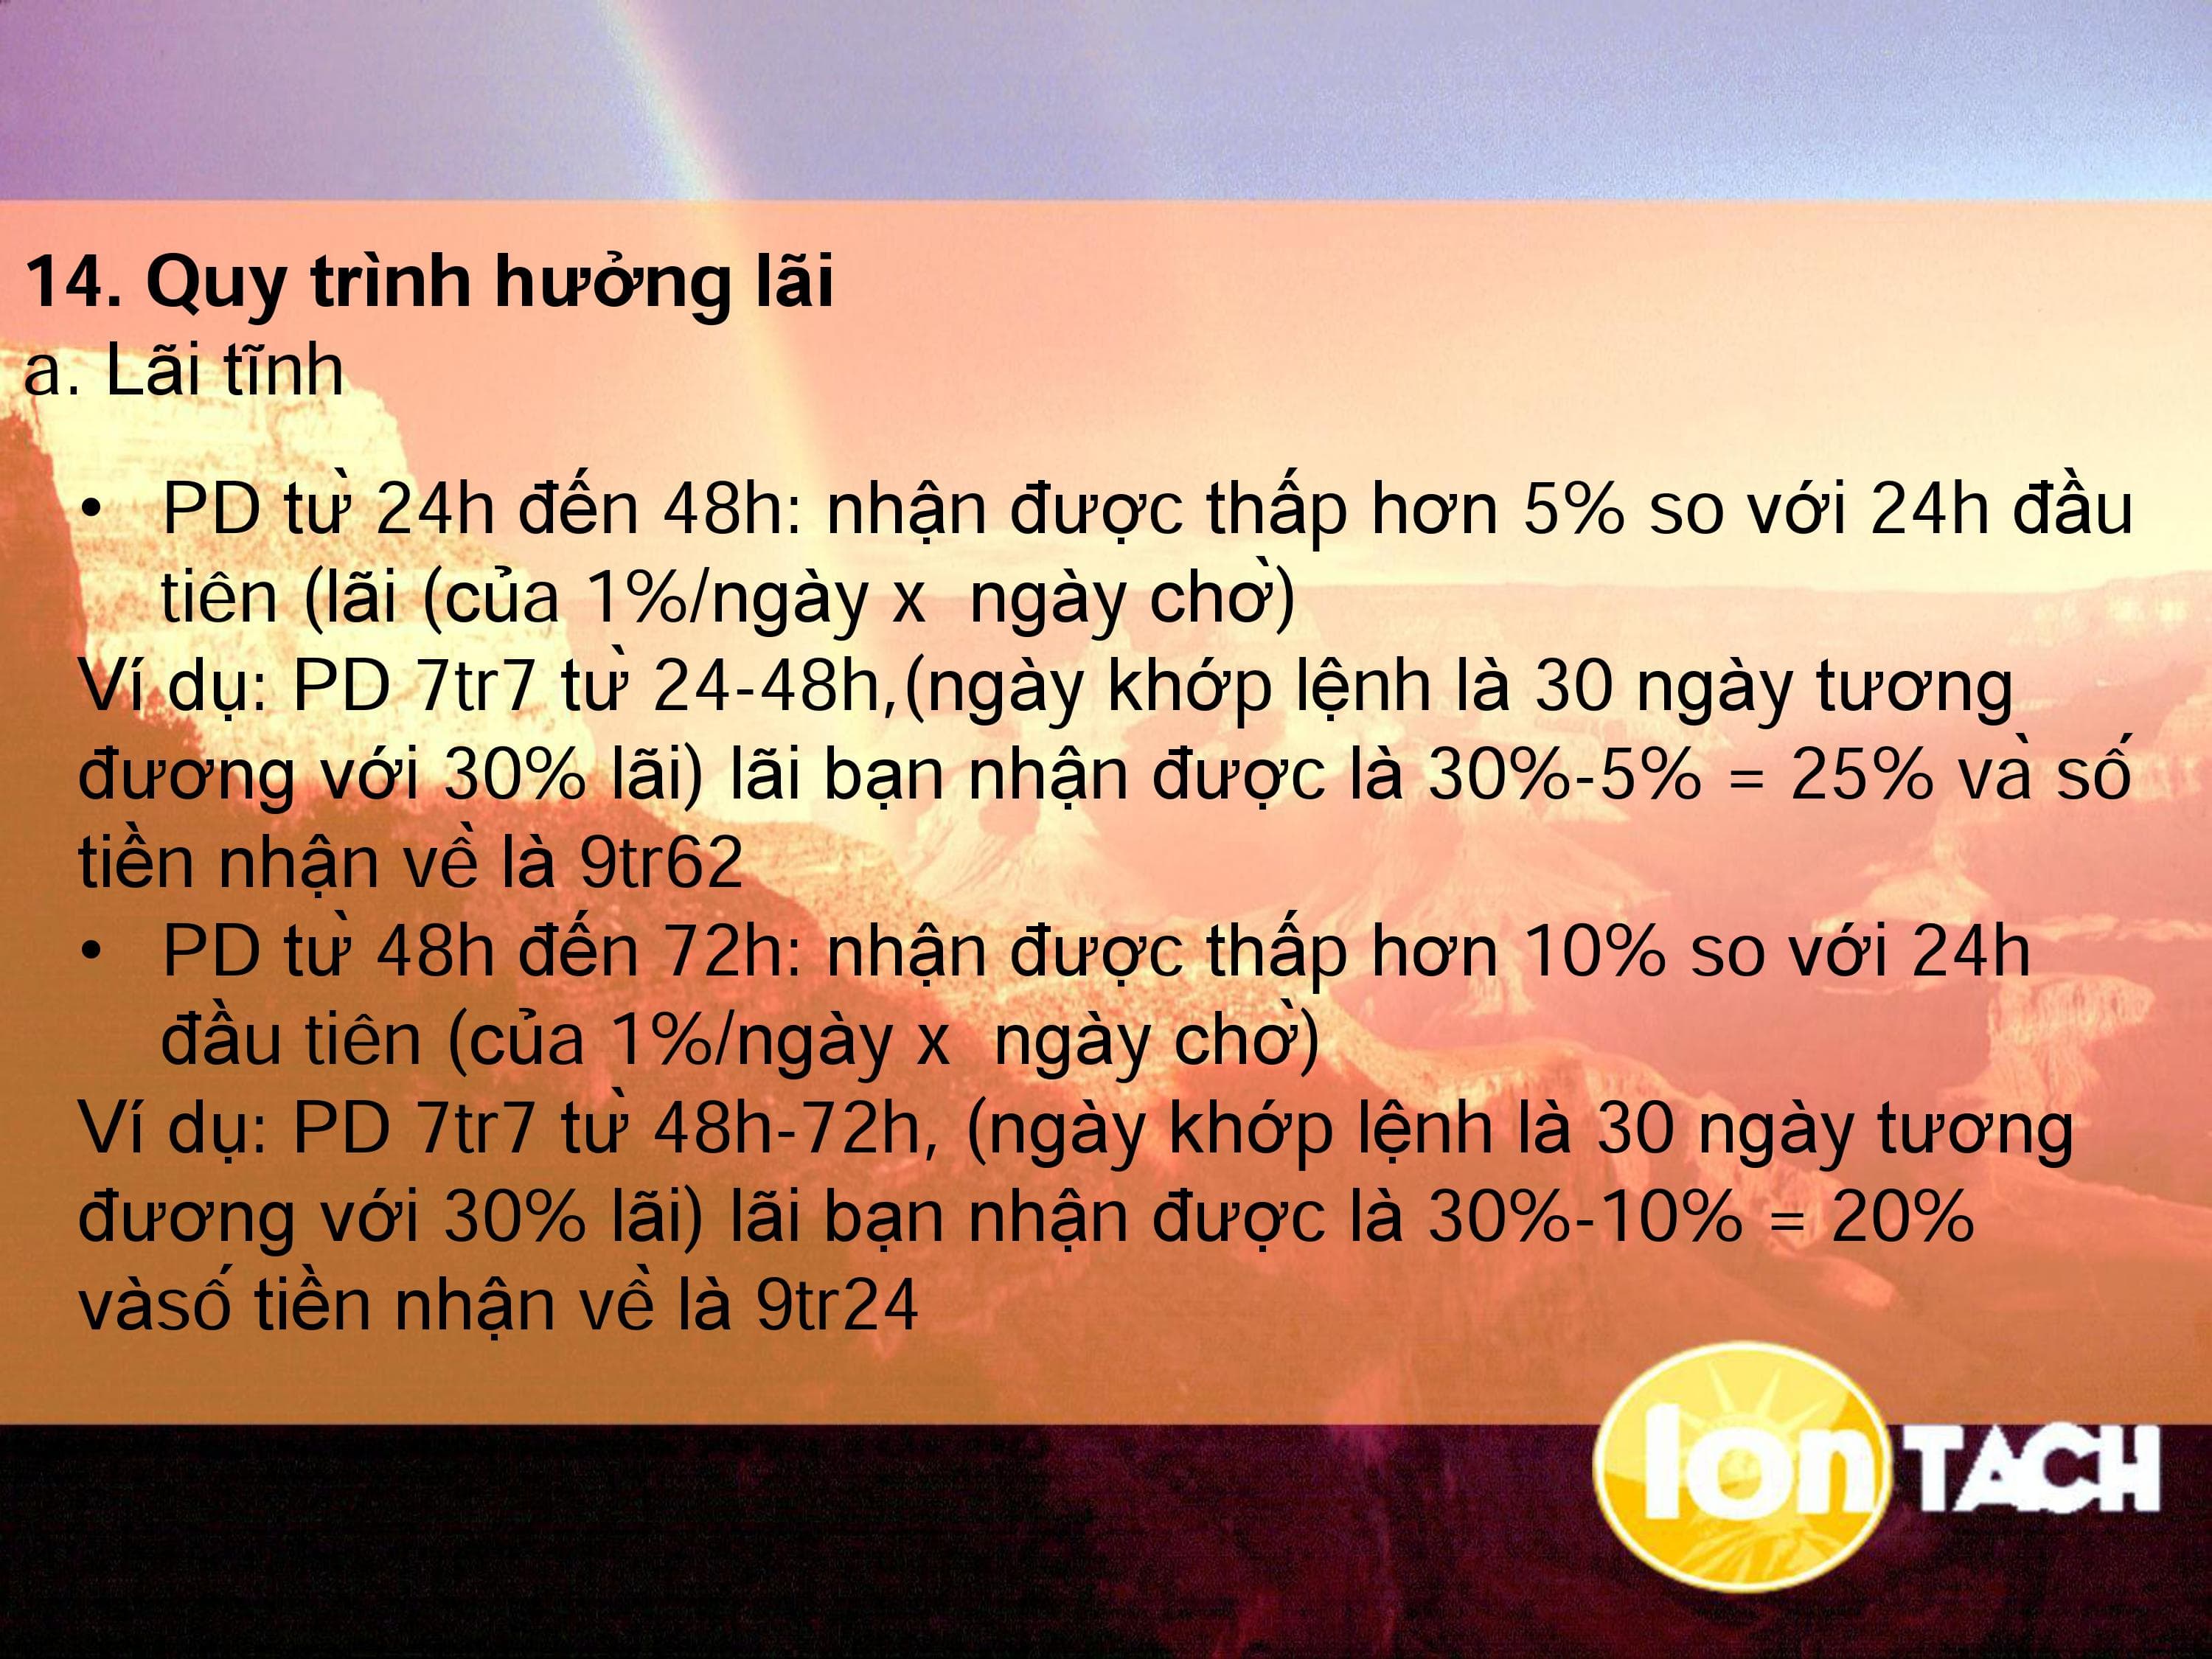 14. Quy trình hưởng lãi
a. Lãi tĩnh
• PD từ 24h đến 48h: nhận được thấp hơn 5% so với 24h đầu
tiên (lãi (của 1%/ngày x ngày chờ)
Ví dụ: PD 7tr7 từ 24-48h,(ngày khớp lệnh là 30 ngày tương
đương với 30% lãi) lãi bạn nhận được là 30%-5% = 25% và số
tiền nhận về là 9tr62
• PD từ 48h đến 72h: nhận được thấp hơn 10% so với 24h
đầu tiên (của 1%/ngày x ngày chờ)
Ví dụ: PD 7tr7 từ 48h-72h, (ngày khớp lệnh là 30 ngày tương
đương với 30% lãi) lãi bạn nhận được là 30%-10% = 20%
vàsố tiền nhận về là 9tr24
Ion TACH